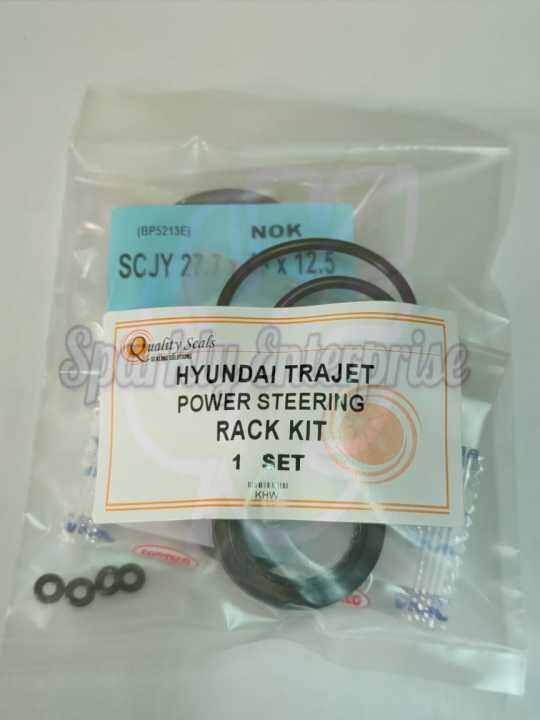 (BP5213E) NOK
SCJY x 12.5
Quality Seals
Sparkly Enterprise
HYUNDAI TRAJET
POWER STEERING
RACK KIT
1 SET
KHW